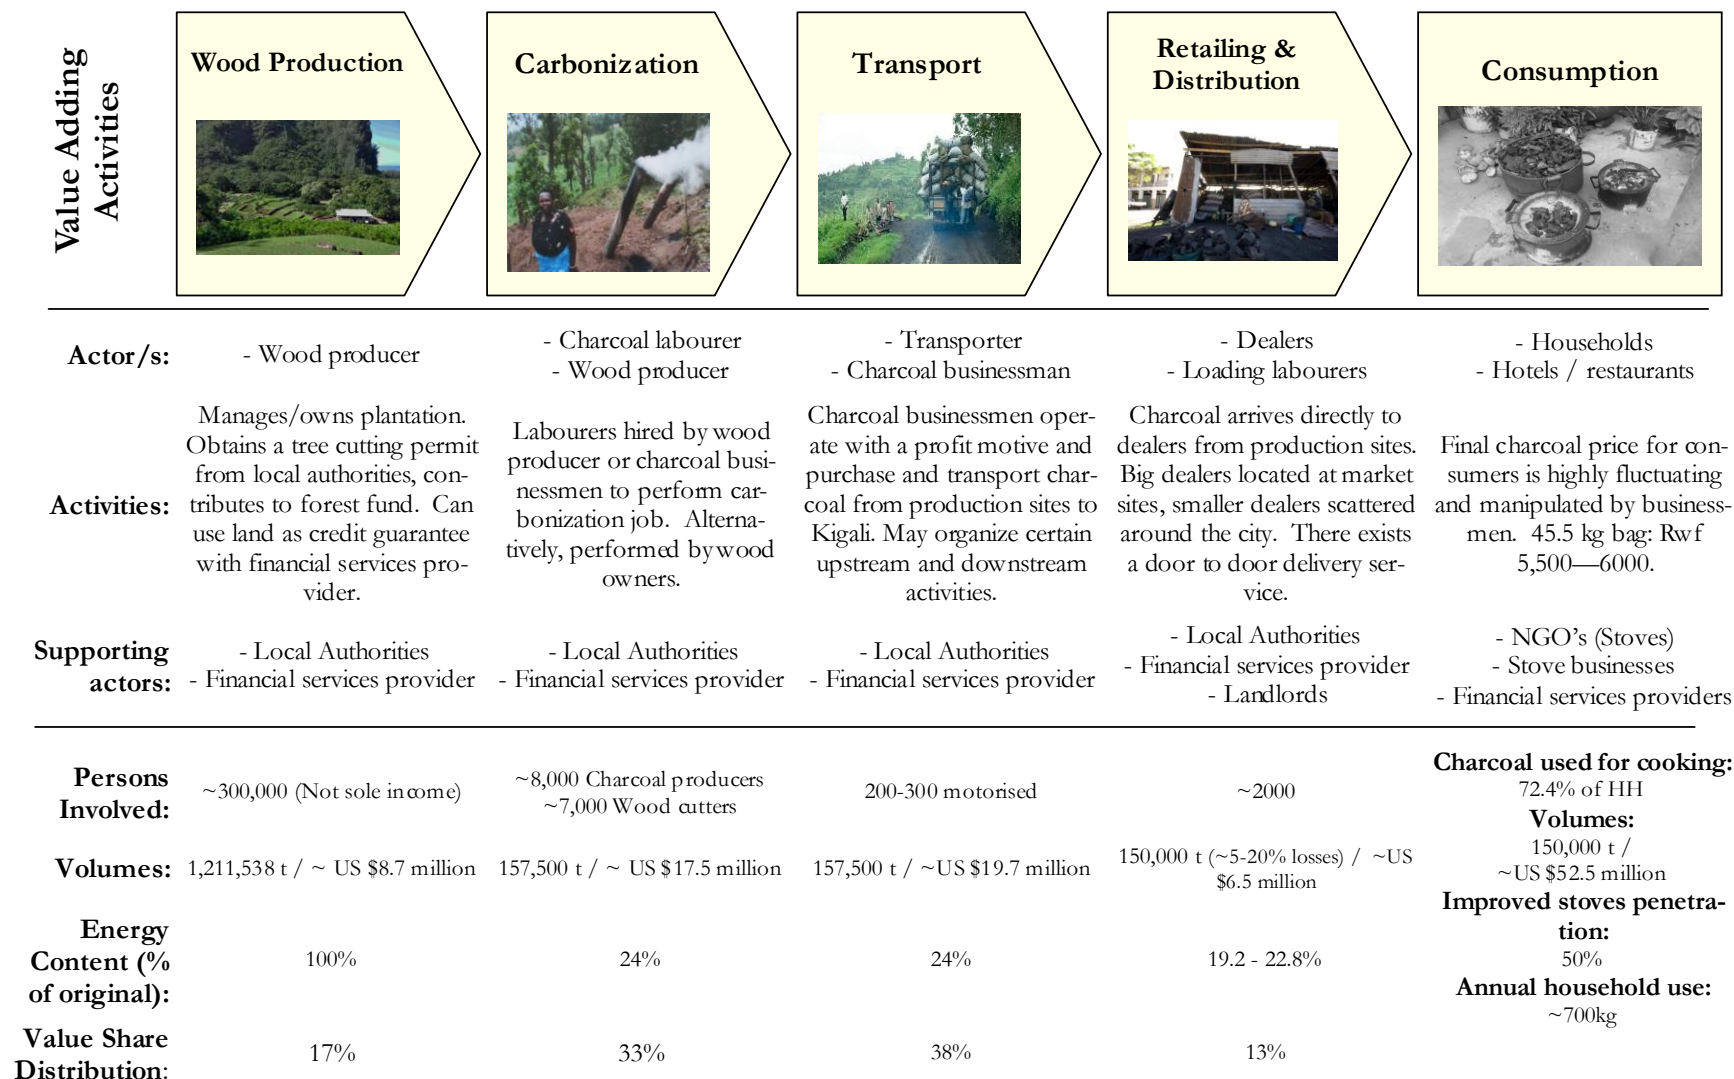 Value Adding
Activities
Wood Production
Carbonization
Transport
Retailing &
Distribution
Consumption
Actor/s:
- Wood producer
- Charcoal labourer
- Wood producer
- Transporter
- Charcoal businessman
- Dealers
- Loading labourers
- Households
- Hotels / restaurants
Activities:
Manages/owns plantation.
Obtains a tree cutting permit
from local authorities, con-
tributes to forest fund. Can
use land as credit guarantee
with financial services pro-
vider.
Labourers hired by wood
producer or charcoal busi-
nessmen to perform car-
bonization job. Alterna-
tively, performed by wood
owners.
Charcoal businessmen oper-
ate with a profit motive and
purchase and transport char-
coal from production sites to
Kigali. May organize certain
upstream and downstream
activities.
Charcoal arrives directly to
dealers from production sites.
Big dealers located at market
sites, smaller dealers scattered
around the city. There exists
a door to door delivery ser-
vice.
Final charcoal price for con-
sumers is highly fluctuating
and manipulated by business-
men. 45.5 kg bag: Rwf
5,500—6000.
Supporting
actors:
- Local Authorities
- Financial services provider
- Local Authorities
- Financial services provider
- Local Authorities
- Financial services provider
- Local Authorities
- Financial services provider
- Landlords
- NGO's (Stoves)
- Stove businesses
- Financial services providers
Persons
Involved:
~300,000 (Not sole income)
~8,000 Charcoal producers
~7,000 Wood cutters
200-300 motorised
~2000
Charcoal used for cooking:
72.4% of HH
Volumes:
1,211,538 t / ~ US $8.7 million
157,500 t / ~ US $17.5 million
157,500 t / ~US $19.7 million
150,000 t (~5-20% losses) / ~US
$6.5 million
Volumes:
150,000 t /
~US $52.5 million
Improved stoves penetra-
tion:
50%
Annual household use:
~700kg
Energy
Content (%
of original):
100%
24%
24%
19.2 - 22.8%
Value Share
Distribution:
17%
33%
38%
13%